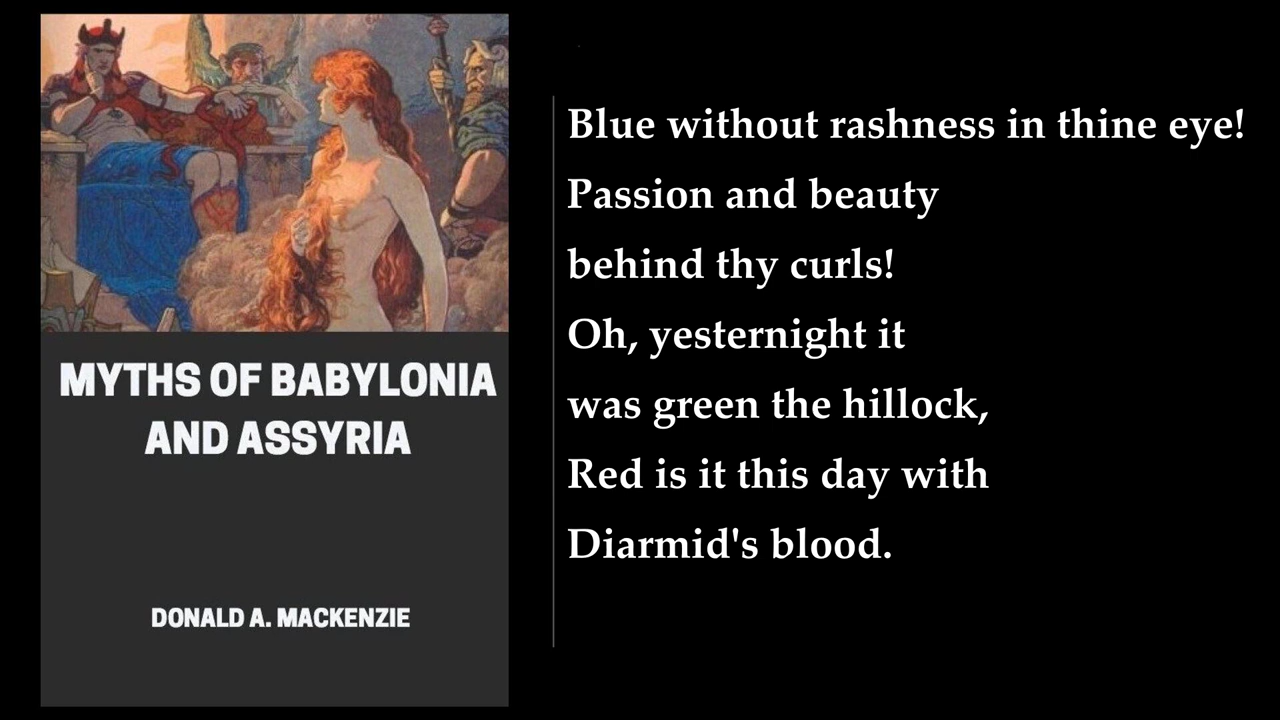 MYTHS OF BABYLONIA
AND ASSYRIA
DONALD A. MACKENZIE
Blue without rashness in thine eye!
Passion and beauty
behind thy curls!
Oh, yesternight it
was green the hillock,
Red is it this day with
Diarmid's blood.